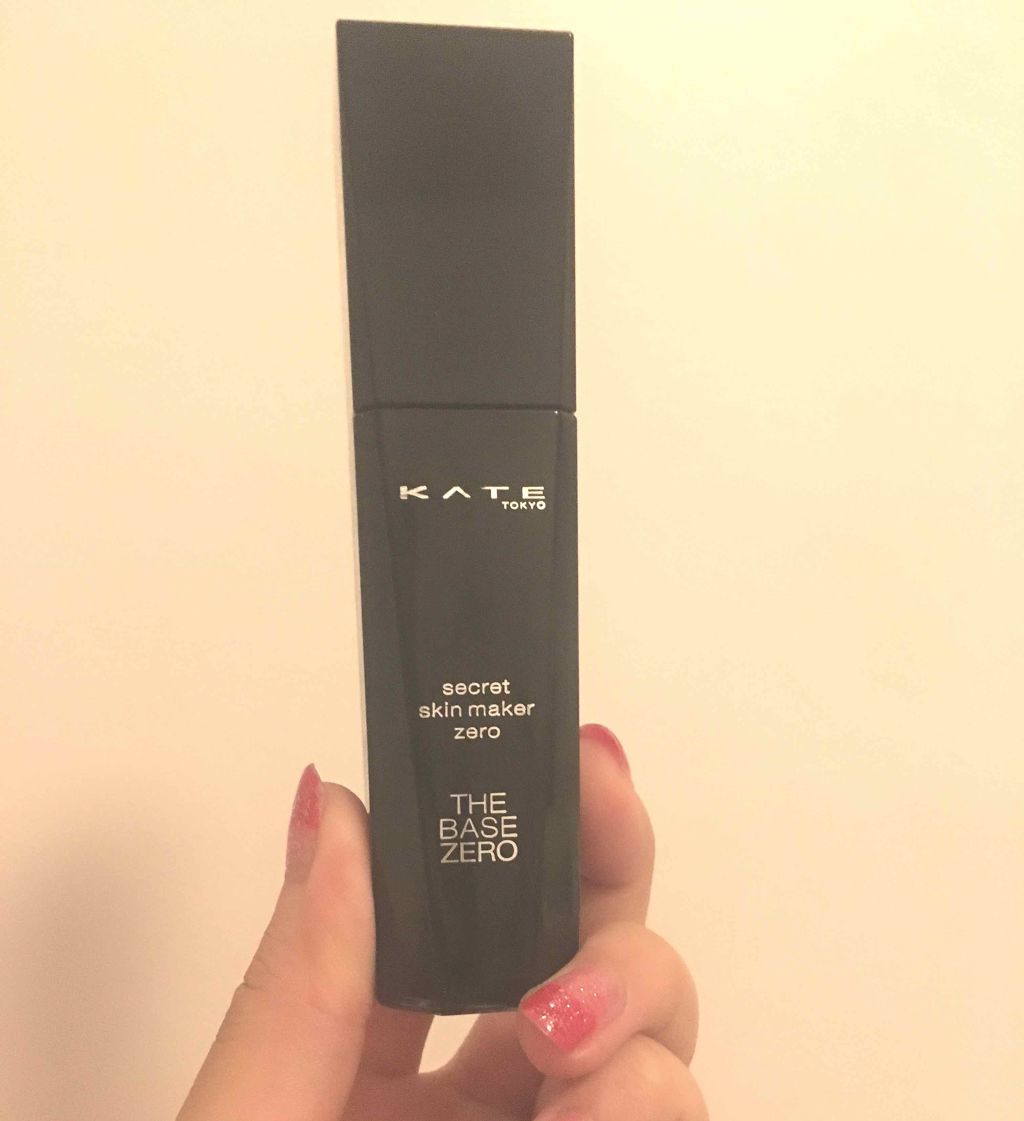 KATE
TOKYO
secret
skin maker
zero
THE
BASE
ZERO